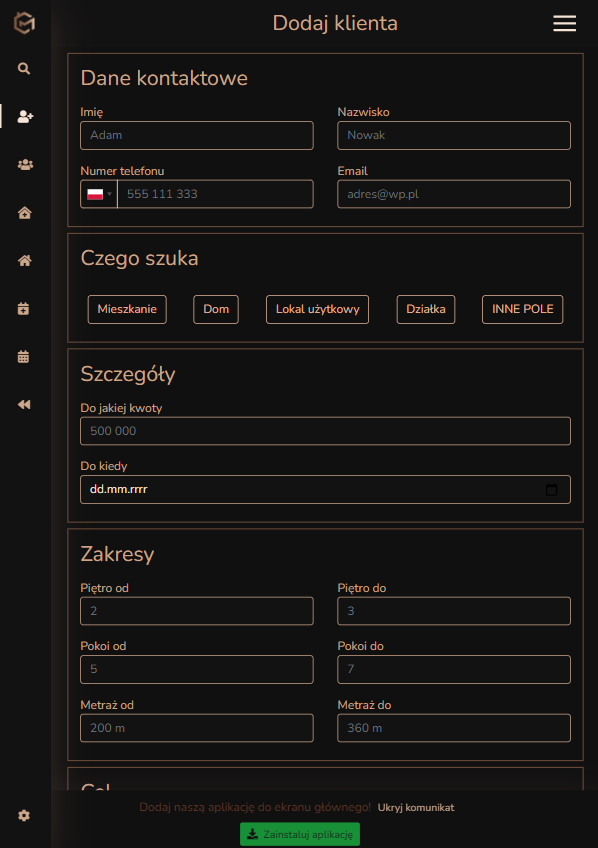 Dodaj klienta
Dane kontaktowe
Imię Nazwisko
Adam Nowak
Numer telefonu Email
555 111 333 adres@wp.pl
Czego szuka
Mieszkanie Dom Lokal użytkowy Działka INNE POLE
Szczegóły
Do jakiej kwoty
500 000
Do kiedy
dd.mm.rrrr
Zakresy
Piętro od Piętro do
2 3
Pokoi od Pokoi do
5 7
Metraż od Metraż do
200 m 360 m
Dodaj naszą aplikację do ekranu głównego! Ukryj komunikat
Zainstaluj aplikację